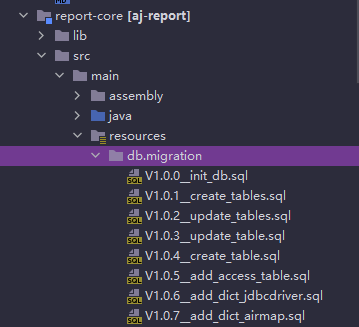 report-core [aj-report]
lib
src
main
assembly
java
resources
db.migration
V1.0.0__init_db.sql
V1.0.1__create_tables.sql
V1.0.2__update_tables.sql
V1.0.3__update_table.sql
V1.0.4__create_table.sql
V1.0.5__add_access_table.sql
V1.0.6__add_dict_jdbcdriver.sql
V1.0.7__add_dict_airmap.sql